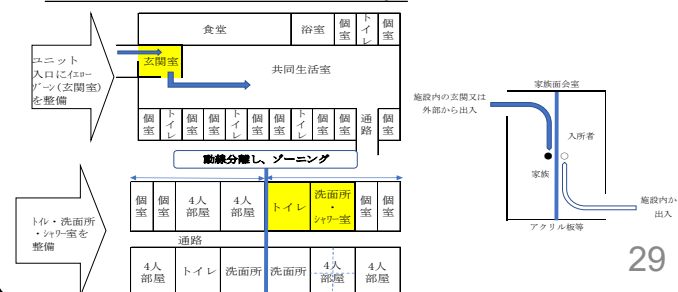 食堂
浴室
個室
トイレ
個室
玄関室
共同生活室
ユニット
入口にイエロー
ゾーン(玄関室)
を整備
個室
トイレ
個室
個室
トイレ
個室
個室
トイレ
個室
個室
通路
個室
動線分離し、ゾーニング
個室
個室
4人部屋
4人部屋
トイレ
洗面所
・
シャワー室
個室
個室
トイレ・洗面所
・シャワー室を
整備
通路
4人部屋
トイレ
洗面所
洗面所
4人部屋
4人部屋
家族面会室
施設内の玄関又は
外部から出入
入所者
家族
施設内か
出入
アクリル板等
29